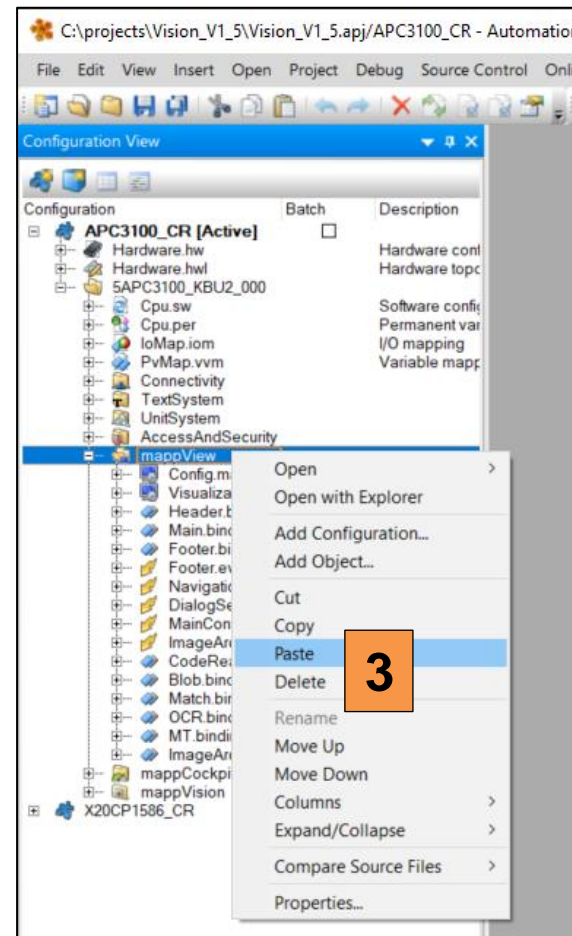 C:\projects\Vision_V1_5\Vision_V1_5.apj/APC3100_CR - Automation
File Edit View Insert Open Project Debug Source Control Onli
Configuration View
Configuration Batch Description
APC3100_CR [Active]
Hardware.hw Hardware conf
Hardware.hwl Hardware topo
5APC3100_KBU2_000
Cpu.sw Software config
Cpu.per Permanent var
IoMap.iom I/O mapping
PvMap.vvm Variable mapp
Connectivity
TextSystem
UnitSystem
AccessAndSecurity
mappView
Config.m
Visualiza
Header.b
Main.bind
Footer.bi
Footer.ev
Navigatio
DialogSe
MainCon
ImageAr
CodeRea
Blob.bind
Match.bin
OCR.bind
MT.bindi
ImageAr
mappCockpi
mappVision
X20CP1586_CR
Open
Open with Explorer
Add Configuration...
Add Object...
Cut
Copy
Paste
Delete
3
Rename
Move Up
Move Down
Columns
Expand/Collapse
Compare Source Files
Properties...